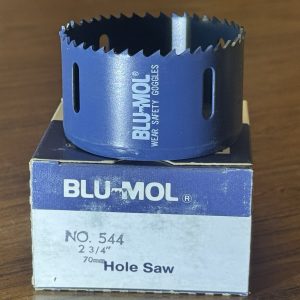 BLU-MOL®
WEAR SAFETY GOGGLES
BLU-MOL®
NO. 544
2 3/4"
70mm Hole Saw